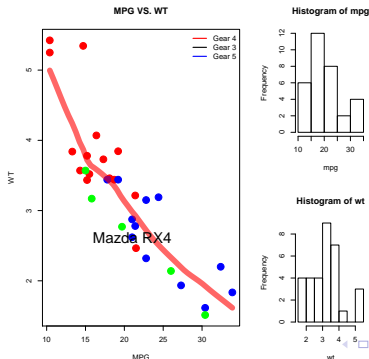 MPG VS. WT
Gear 4
Gear 3
Gear 5
WT
5
4
3
2
Mazda RX4
10
15
20
25
30
MPG
Histogram of mpg
Frequency
12
10
8
6
4
2
0
10
20
30
mpg
Histogram of wt
Frequency
8
6
4
2
0
2
3
4
5
wt